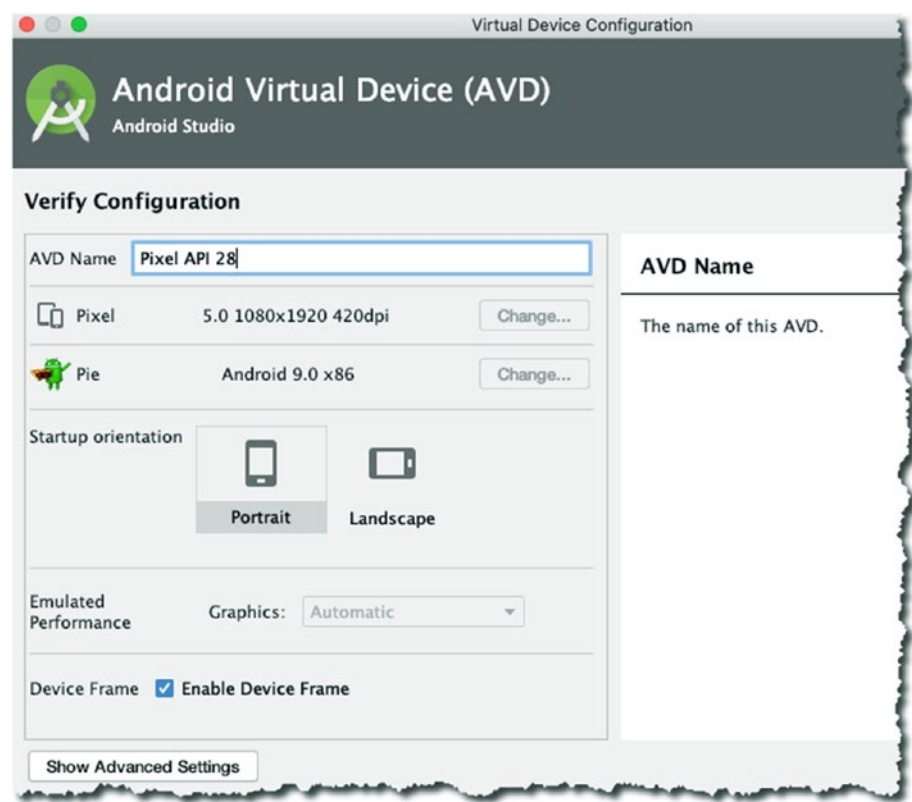 Virtual Device Configuration
Android Virtual Device (AVD)
Android Studio
Verify Configuration
AVD Name Pixel API 28
Pixel 5.0 1080x1920 420dpi Change...
Pie Android 9.0 x86 Change...
Startup orientation
Portrait Landscape
Emulated
Performance Graphics: Automatic
Device Frame Enable Device Frame
Show Advanced Settings
AVD Name
The name of this AVD.